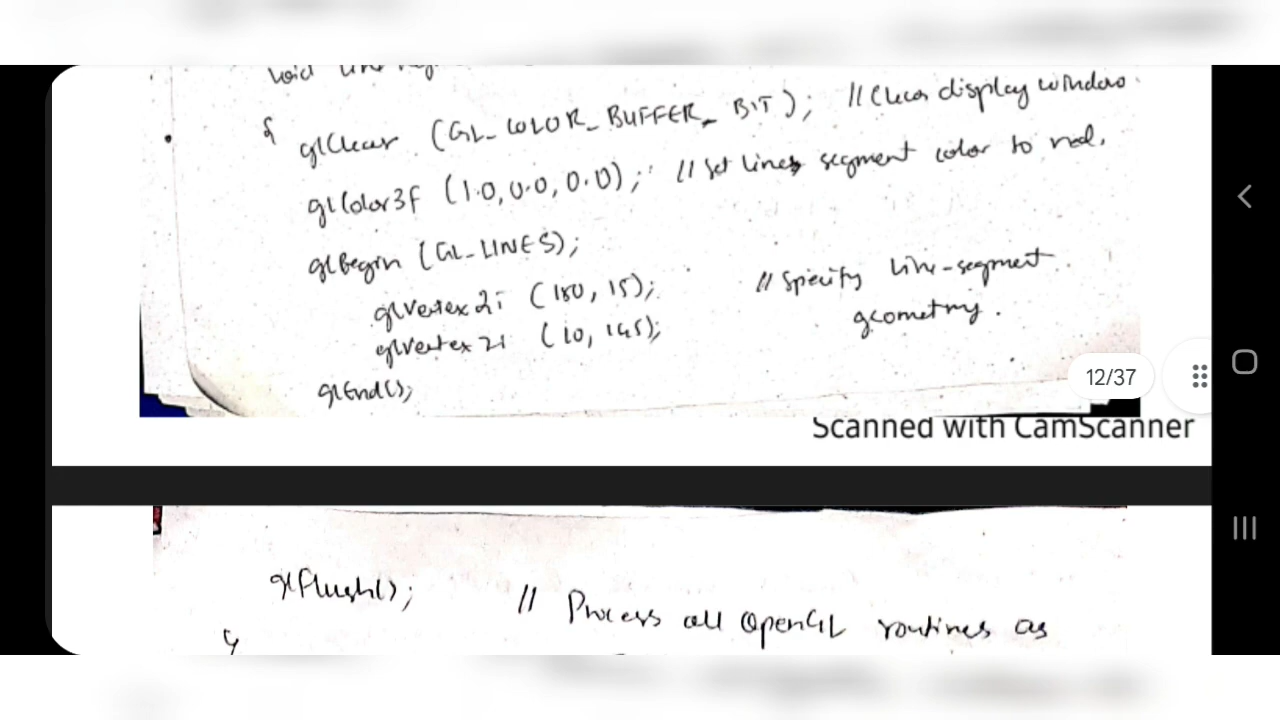 void
{
glClear (GL_COLOR_BUFFER_BIT); // Clear display window.
glColor3f (1.0, 0.0, 0.0); // Set lines segment color to red.
glBegin (GL_LINES);
glVertex2i (180, 15); // Specify line-segment
glVertex2i (10, 145); geometry.
glEnd();
12/37
Scanned with CamScanner
glFlush(); // Process all OpenGL routines as
}